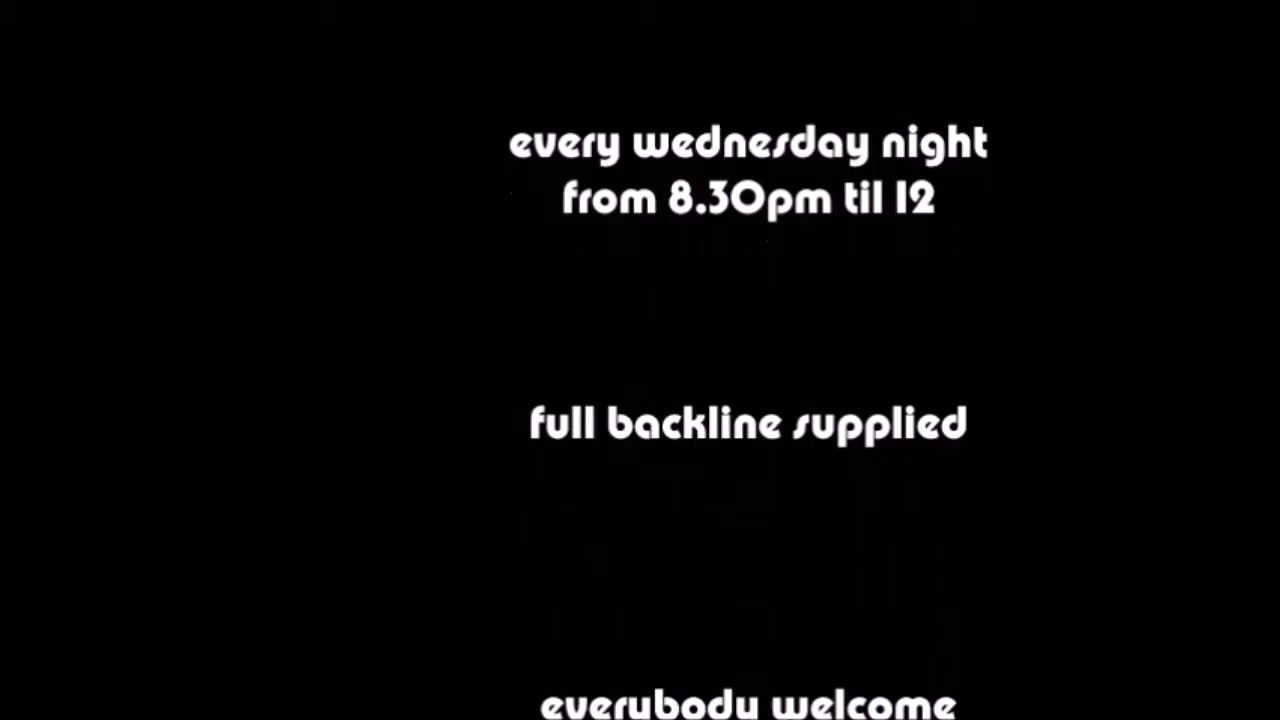 every wednesday night
from 8.30pm til 12
full backline supplied
everybody welcome